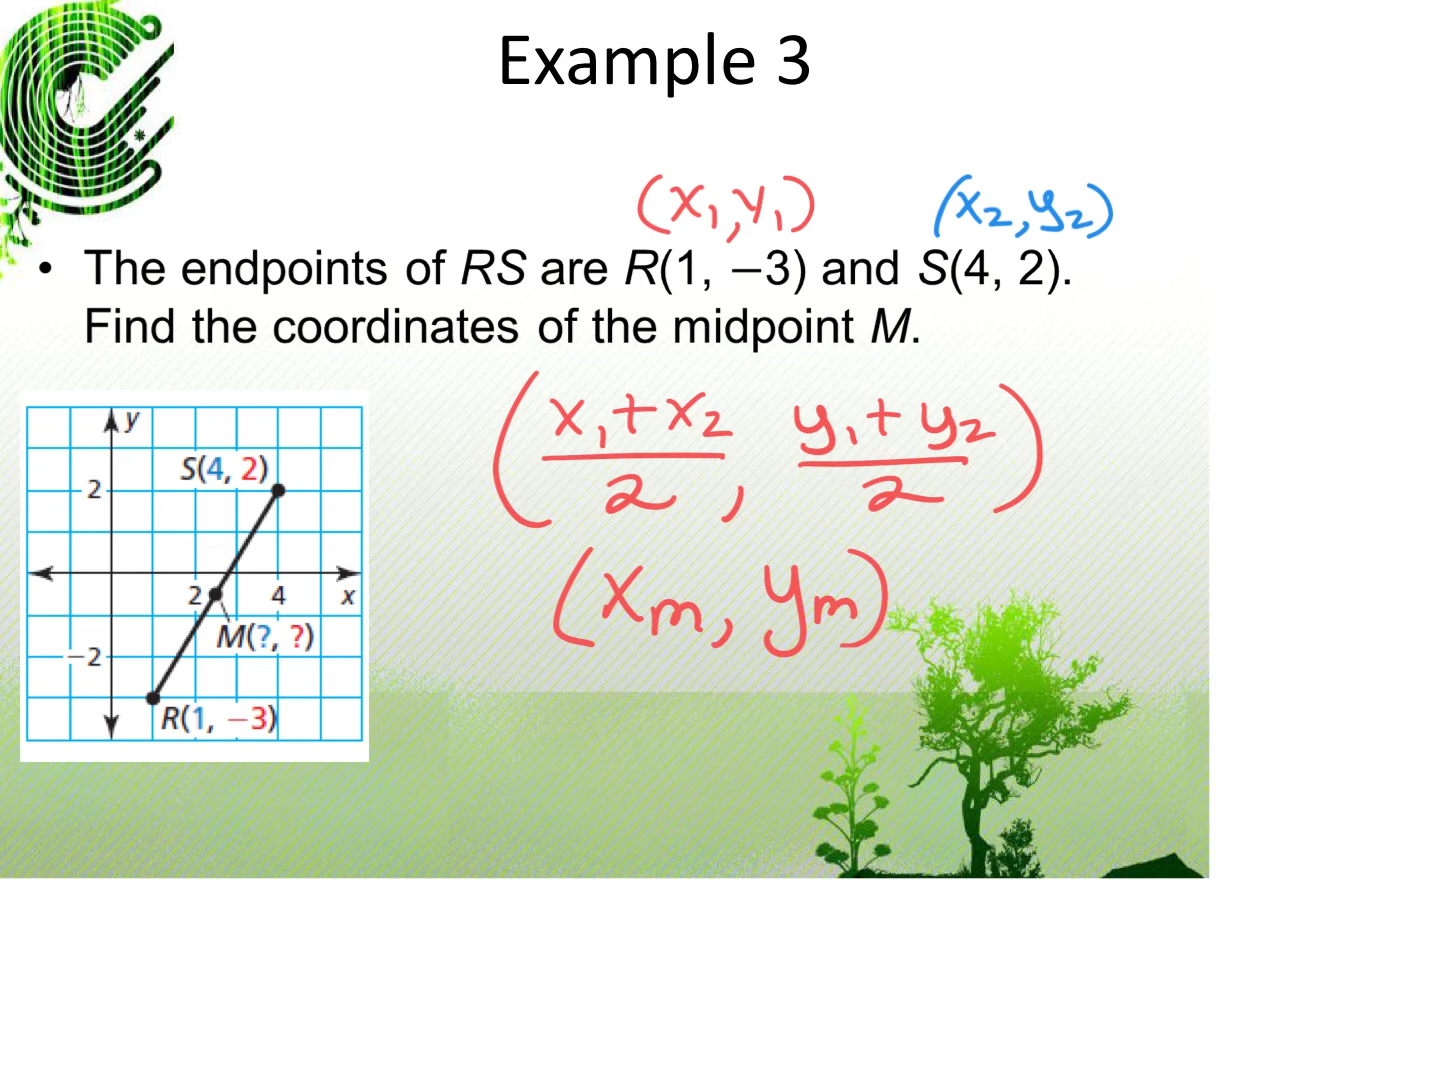 Example 3
(x₁,y₁) (x₂,y₂)
• The endpoints of RS are R(1, −3) and S(4, 2).
Find the coordinates of the midpoint M.
(x₁+x₂/2, y₁+y₂/2)
(xₘ, yₘ)
y
S(4, 2)
2
2 4 x
M(?, ?)
−2
R(1, −3)